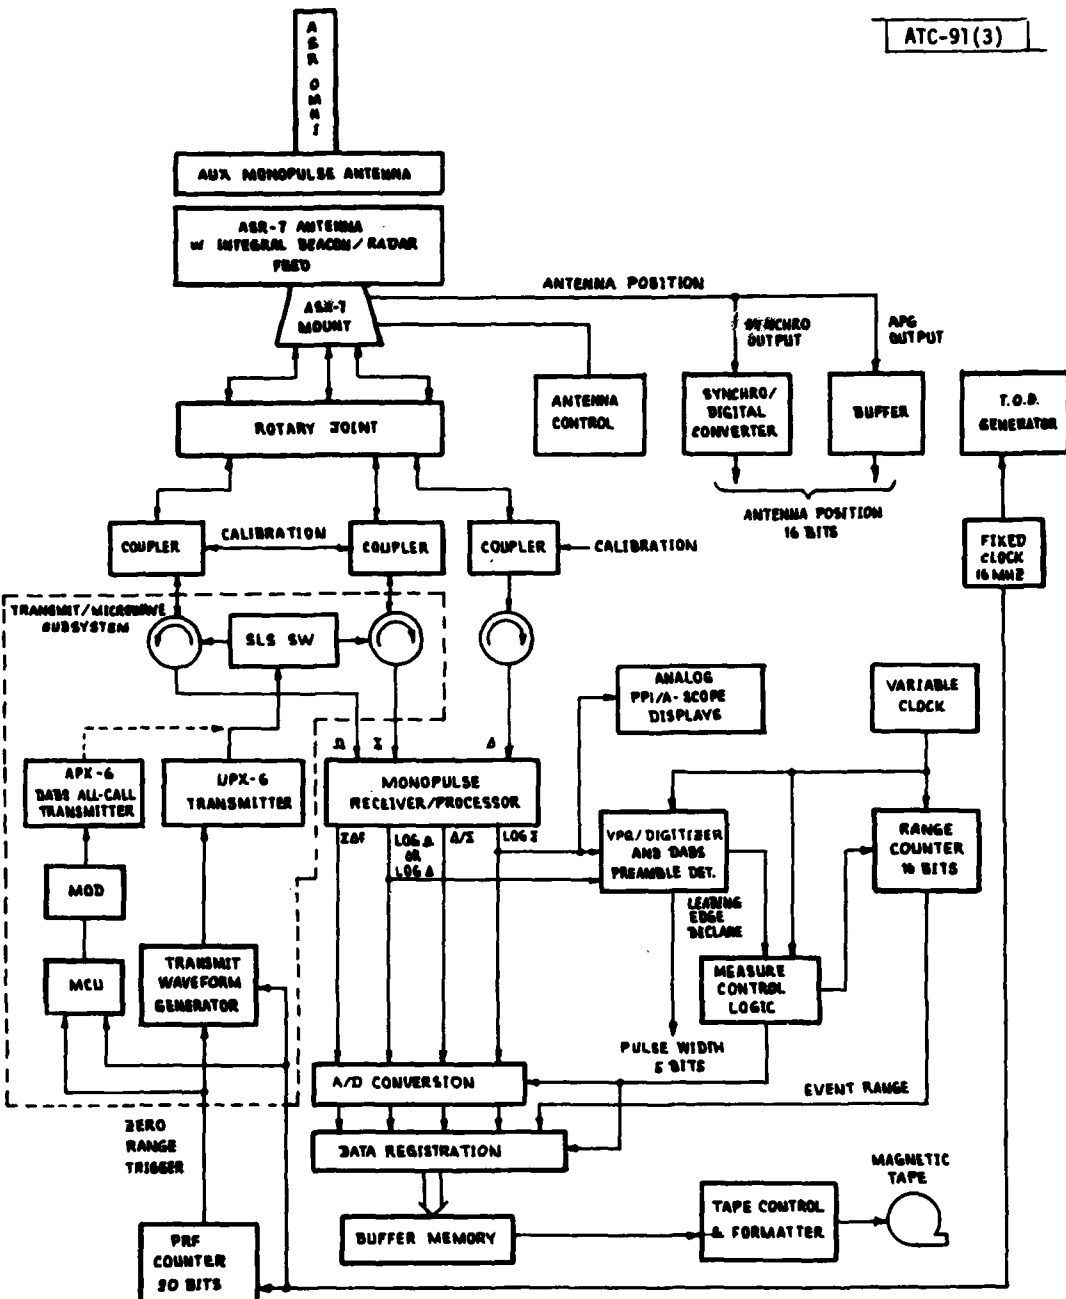 ATC-91(3)
ASR OMNI
AUX MONOPULSE ANTENNA
ASR-7 ANTENNA
W INTEGRAL BEACON/RADAR
FEED
ASR-7
MOUNT
ANTENNA POSITION
SYNCHRO
OUTPUT
APG
OUTPUT
ROTARY JOINT
ANTENNA
CONTROL
SYNCHRO/
DIGITAL
CONVERTER
BUFFER
T.O.D.
GENERATOR
ANTENNA POSITION
16 BITS
COUPLER
CALIBRATION
COUPLER
COUPLER
CALIBRATION
FIXED
CLOCK
16 MHZ
TRANSMIT/MICROWAVE
SUBSYSTEM
SLS SW
ANALOG
PPI/A-SCOPE
DISPLAYS
VARIABLE
CLOCK
Ω
Σ
Δ
APX-6
DABS ALL-CALL
TRANSMITTER
UPX-6
TRANSMITTER
MONOPULSE
RECEIVER/PROCESSOR
ΣΔF
LOG Ω
OR
LOG Δ
Δ/Σ
LOG Σ
VPQ/DIGITIZER
AND DABS
PREAMBLE DET.
RANGE
COUNTER
BITS
MOD
LEADING
EDGE
DECLARE
MCU
TRANSMIT
WAVEFORM
GENERATOR
MEASURE
CONTROL
LOGIC
PULSE WIDTH
5 BITS
A/D CONVERSION
EVENT RANGE
ZERO
RANGE
TRIGGER
DATA REGISTRATION
MAGNETIC
TAPE
BUFFER MEMORY
TAPE CONTROL
& FORMATTER
PRF
COUNTER
20 BITS